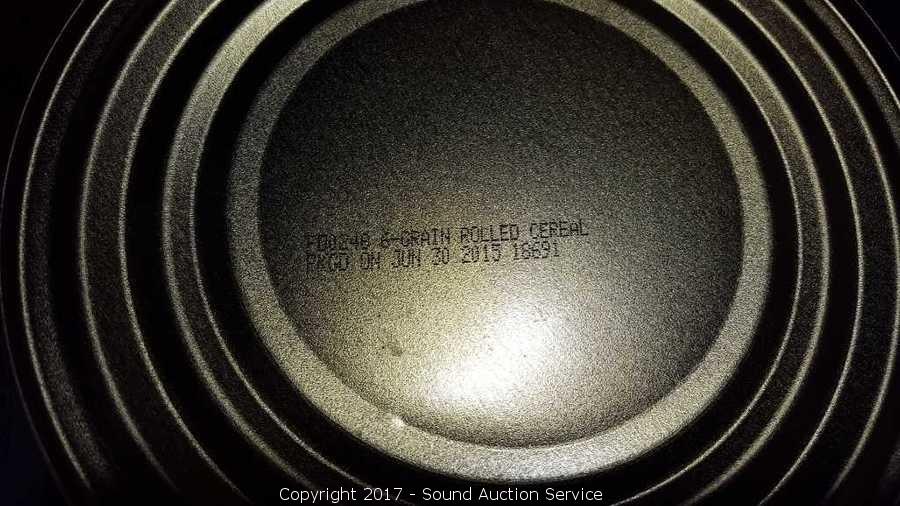 FD0248 6-GRAIN ROLLED CEREAL
PKGD ON JUN 30 2015 18691
Copyright 2017 - Sound Auction Service